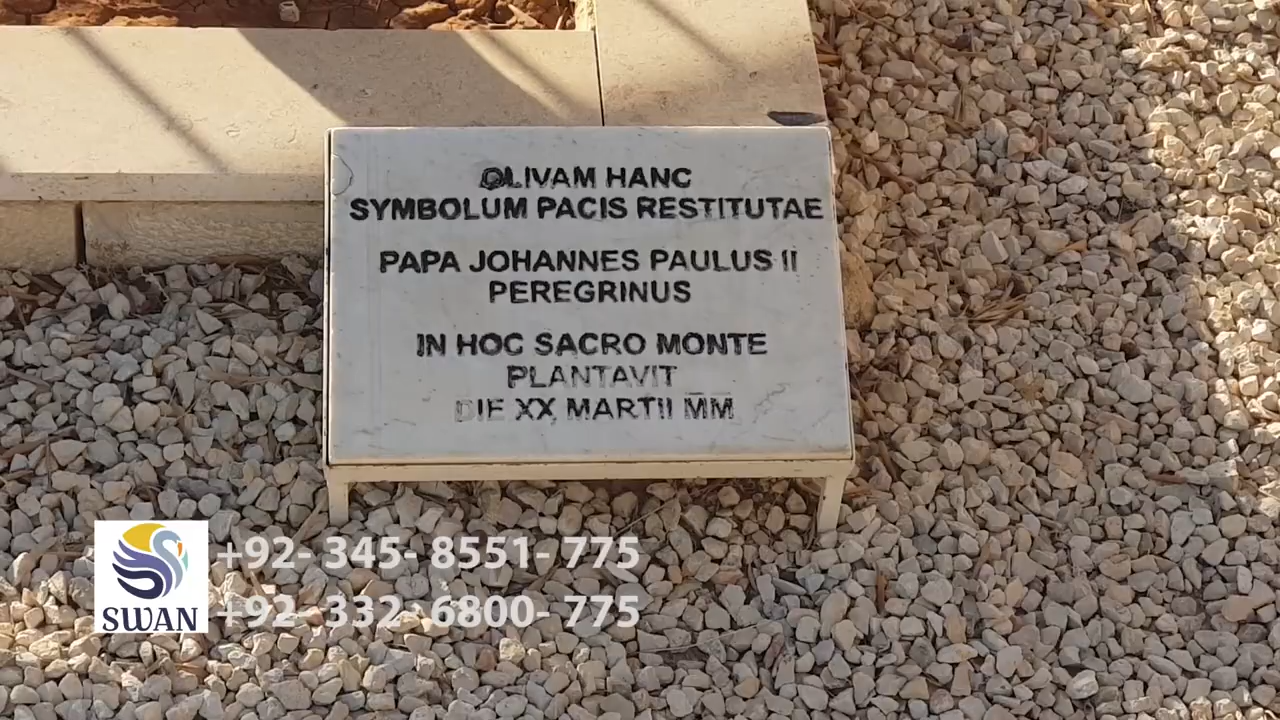 OLIVAM HANC
SYMBOLUM PACIS RESTITUTAE
PAPA JOHANNES PAULUS II
PEREGRINUS
IN HOC SACRO MONTE
PLANTAVIT
DIE XX MARTII MM
SWAN
+92- 345- 8551- 775
+92- 332- 6800- 775